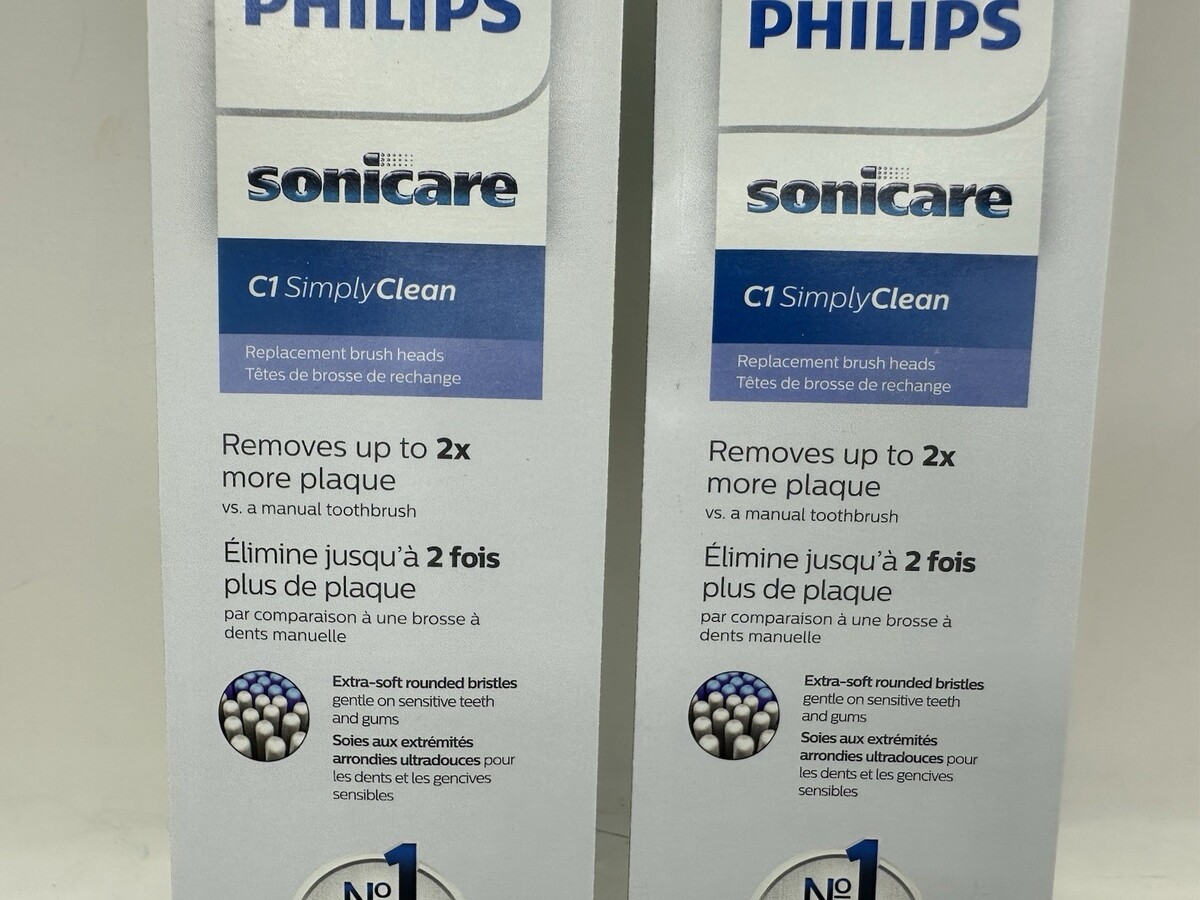 PHILIPS
sonicare
C1 SimplyClean
Replacement brush heads
Têtes de brosse de rechange
Removes up to 2x
more plaque
vs. a manual toothbrush
Élimine jusqu'à 2 fois
plus de plaque
par comparaison à une brosse à
dents manuelle
Extra-soft rounded bristles
gentle on sensitive teeth
and gums
Soies aux extrémités
arrondies ultradouces pour
les dents et les gencives
sensibles
Nº1
PHILIPS
sonicare
C1 SimplyClean
Replacement brush heads
Têtes de brosse de rechange
Removes up to 2x
more plaque
vs. a manual toothbrush
Élimine jusqu'à 2 fois
plus de plaque
par comparaison à une brosse à
dents manuelle
Extra-soft rounded bristles
gentle on sensitive teeth
and gums
Soies aux extrémités
arrondies ultradouces pour
les dents et les gencives
sensibles
Nº1